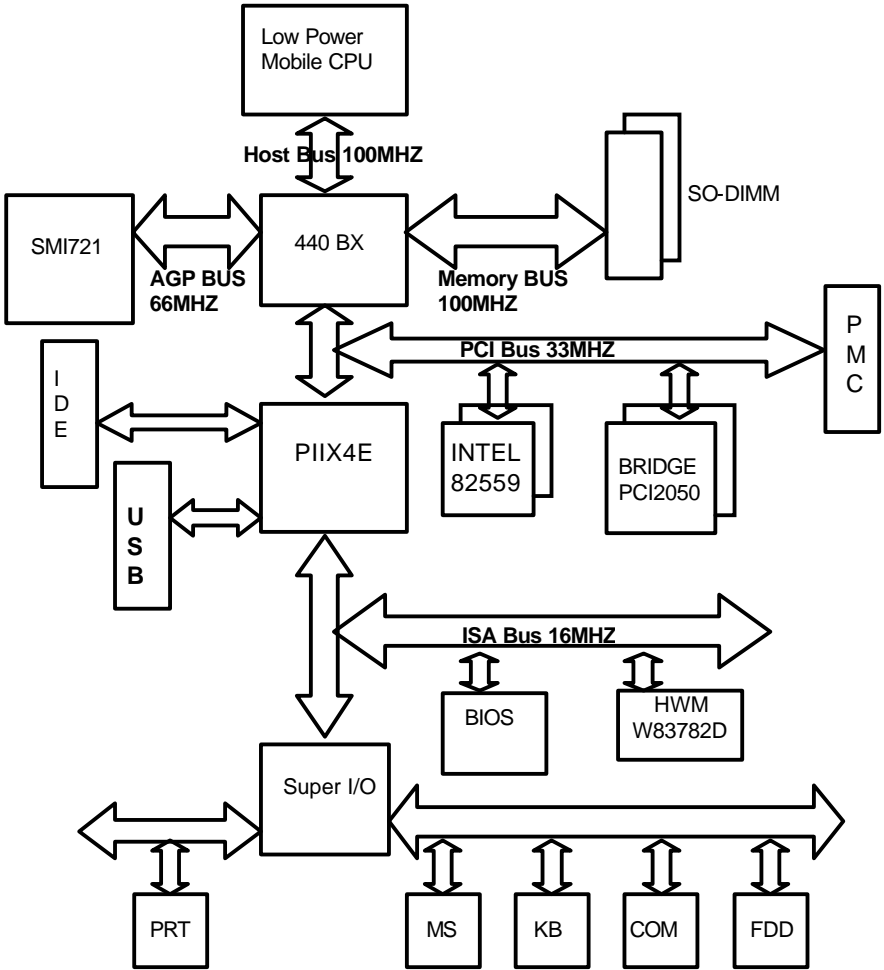 Low Power
Mobile CPU
Host Bus 100MHZ
SMI721
440 BX
SO-DIMM
AGP BUS
66MHZ
Memory BUS
100MHZ
PCI Bus 33MHZ
P
M
C
I
D
E
PIIX4E
INTEL
82559
BRIDGE
PCI2050
U
S
B
ISA Bus 16MHZ
BIOS
HWM
W83782D
Super I/O
PRT
MS
KB
COM
FDD